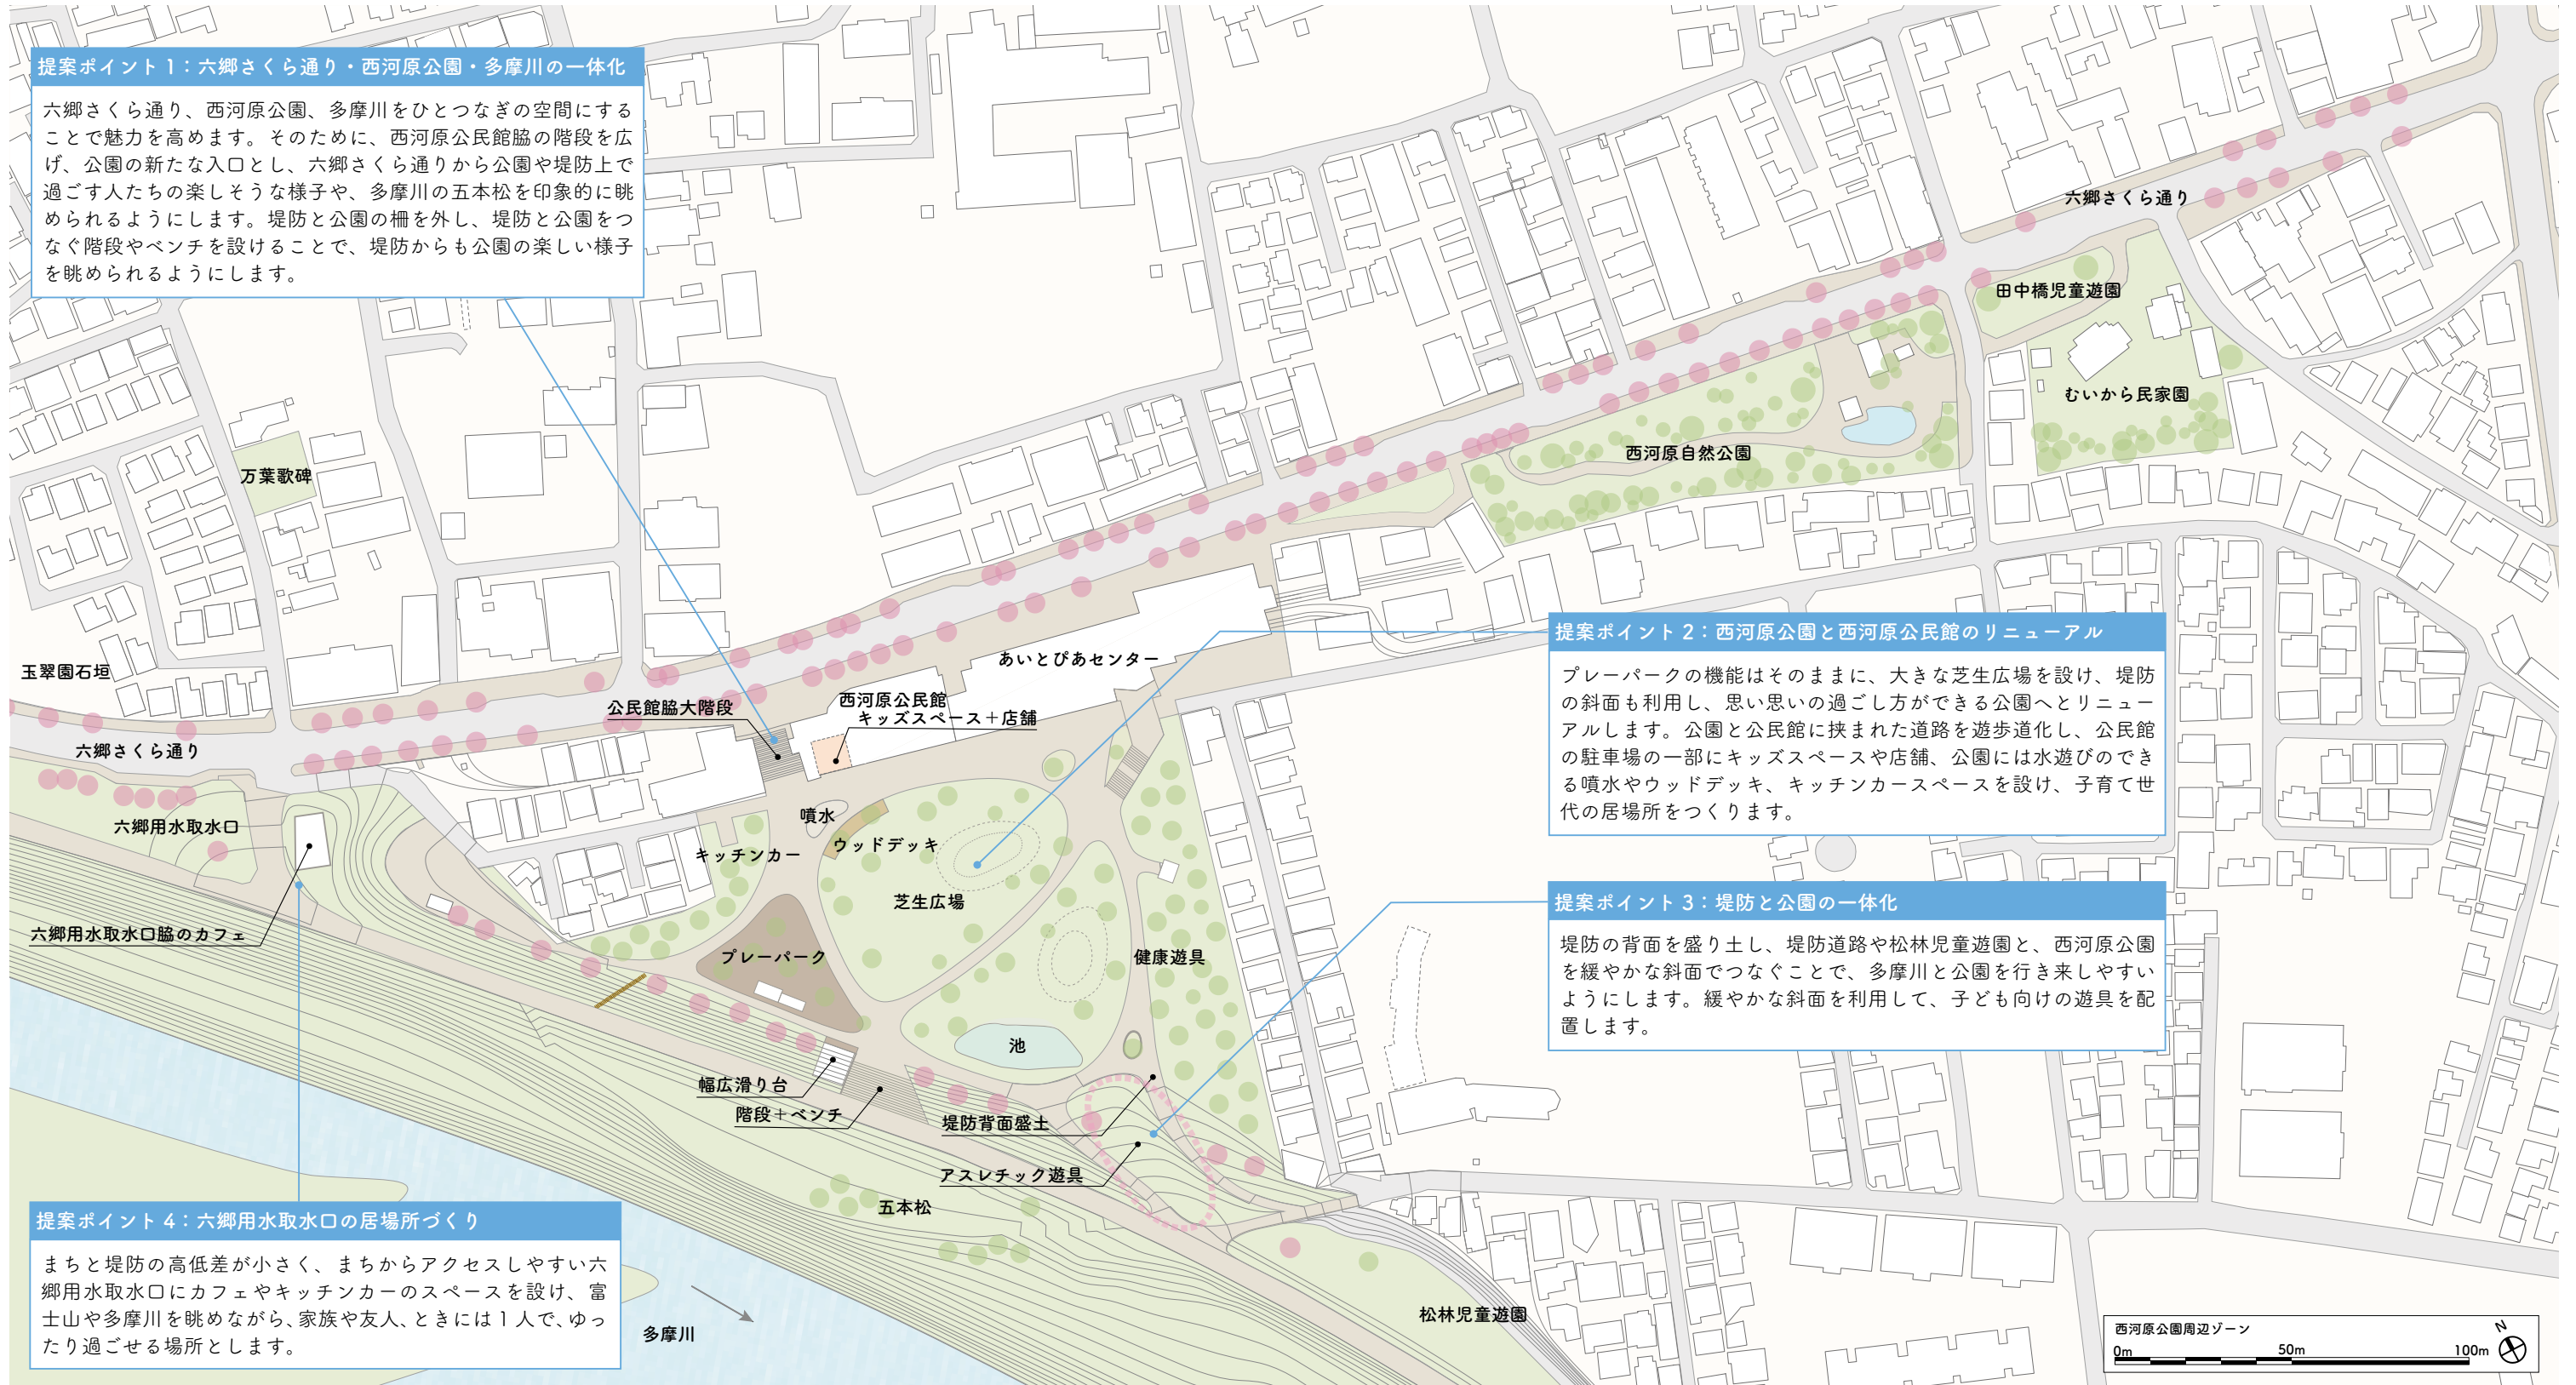 提案ポイント1：六郷さくら通り・西河原公園・多摩川の一体化
六郷さくら通り、西河原公園、多摩川をひとつなぎの空間にする
ことで魅力を高めます。そのために、西河原公民館脇の階段を広
げ、公園の新たな入口とし、六郷さくら通りから公園や堤防上で
過ごす人たちの楽しそうな様子や、多摩川の五本松を印象的に眺
められるようにします。堤防と公園の柵を外し、堤防と公園をつ
なぐ階段やベンチを設けることで、堤防からも公園の楽しい様子
を眺められるようにします。
六郷さくら通り
田中橋児童遊園
むいから民家園
西河原自然公園
万葉歌碑
玉翠園石垣
六郷さくら通り
あいとぴあセンター
公民館脇大階段
西河原公民館
キッズスペース＋店舗
提案ポイント2：西河原公園と西河原公民館のリニューアル
プレーパークの機能はそのままに、大きな芝生広場を設け、堤防
の斜面も利用し、思い思いの過ごし方ができる公園へとリニュー
アルします。公園と公民館に挟まれた道路を遊歩道化し、公民館
の駐車場の一部にキッズスペースや店舗、公園には水遊びのでき
る噴水やウッドデッキ、キッチンカースペースを設け、子育て世
代の居場所をつくります。
六郷用水取水口
噴水
ウッドデッキ
キッチンカー
芝生広場
六郷用水取水口脇のカフェ
プレーパーク
健康遊具
池
幅広滑り台
階段＋ベンチ
堤防背面盛土
アスレチック遊具
五本松
提案ポイント3：堤防と公園の一体化
堤防の背面を盛り土し、堤防道路や松林児童遊園と、西河原公園
を緩やかな斜面でつなぐことで、多摩川と公園を行き来しやすい
ようにします。緩やかな斜面を利用して、子ども向けの遊具を配
置します。
提案ポイント4：六郷用水取水口の居場所づくり
まちと堤防の高低差が小さく、まちからアクセスしやすい六
郷用水取水口にカフェやキッチンカーのスペースを設け、富
士山や多摩川を眺めながら、家族や友人、ときには1人で、ゆっ
たり過ごせる場所とします。
多摩川
松林児童遊園
西河原公園周辺ゾーン
0m 50m 100m
N